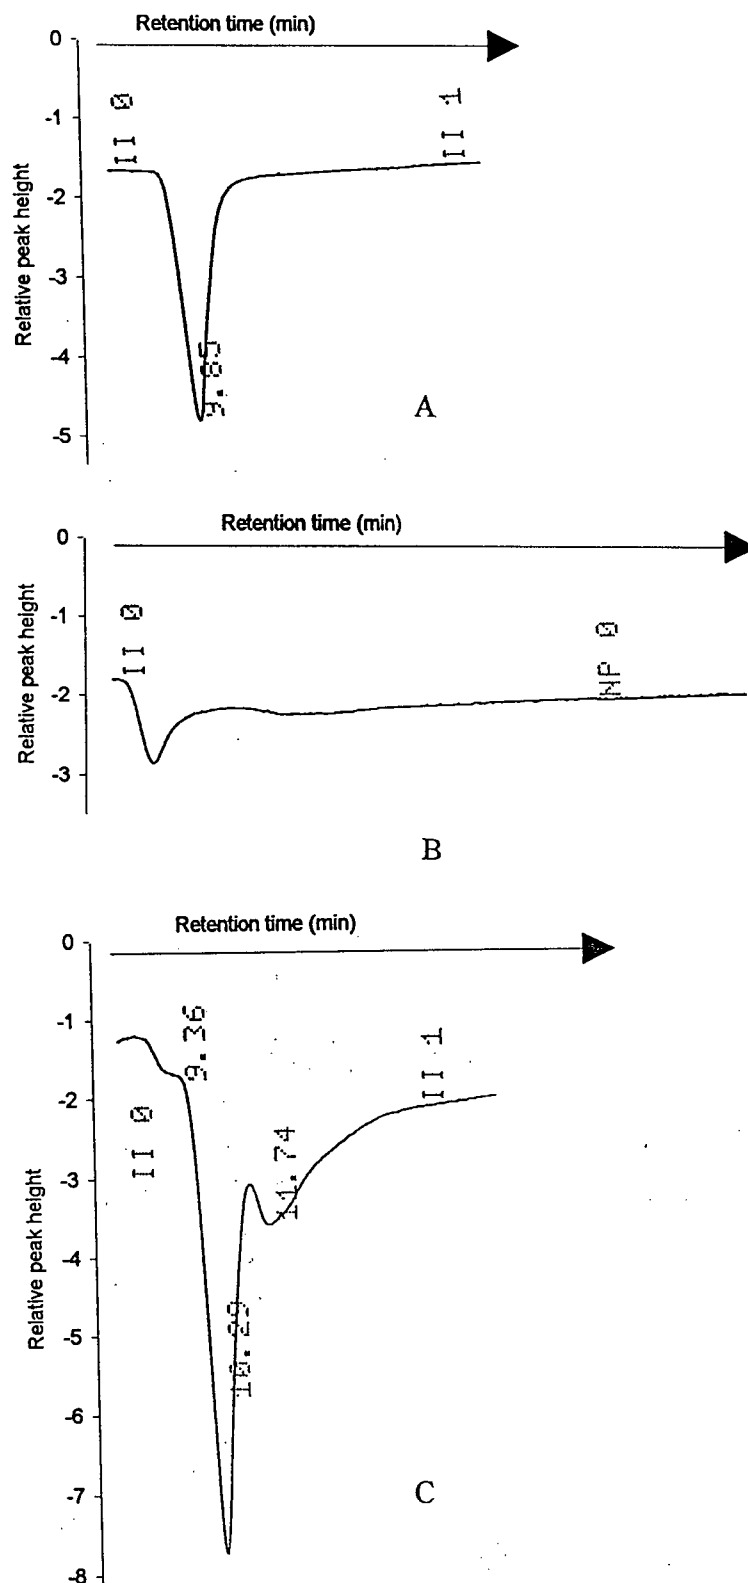 Retention time (min)
0
-1
-2
-3
-4
-5
Relative peak height
II 0
II 1
9.85
A
Retention time (min)
0
-1
-2
-3
Relative peak height
II 0
NP 0
B
Retention time (min)
0
-1
-2
-3
-4
-5
-6
-7
-8
Relative peak height
II 0
9.36
10.29
11.74
II 1
C